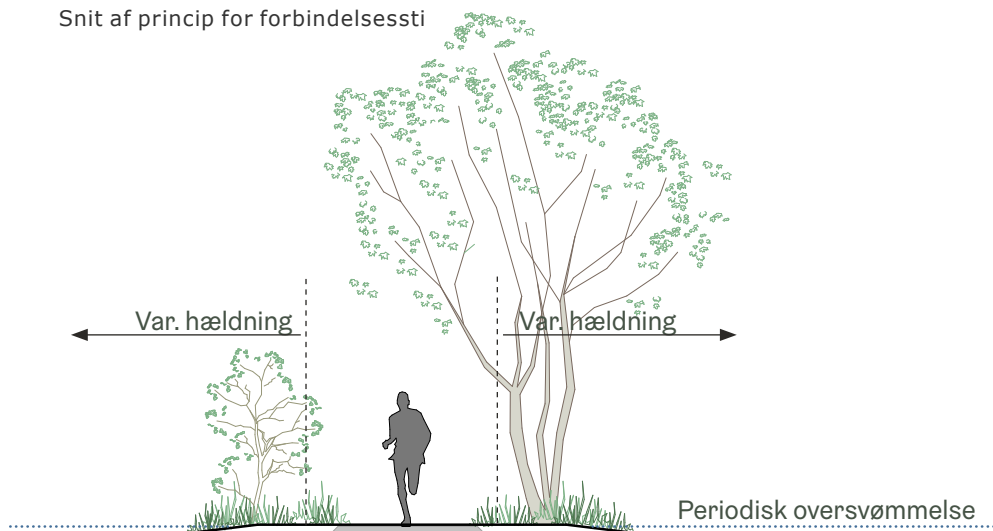 Snit af princip for forbindelsessti
Var. hældning
Var. hældning
Periodisk oversvømmelse